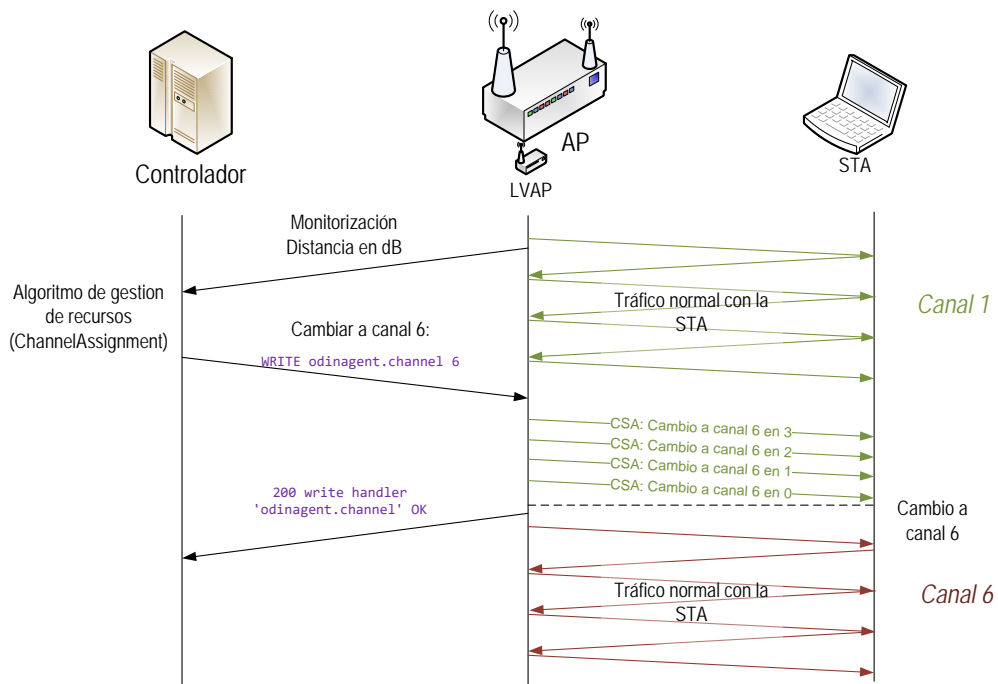 Controlador
AP
LVAP
STA
Monitorización
Distancia en dB
Algoritmo de gestion
de recursos
(ChannelAssignment)
Tráfico normal con la
STA
Canal 1
Cambiar a canal 6:
WRITE odinagent.channel 6
CSA: Cambio a canal 6 en 3
CSA: Cambio a canal 6 en 2
CSA: Cambio a canal 6 en 1
CSA: Cambio a canal 6 en 0
200 write handler
'odinagent.channel' OK
Cambio a
canal 6
Tráfico normal con la
STA
Canal 6